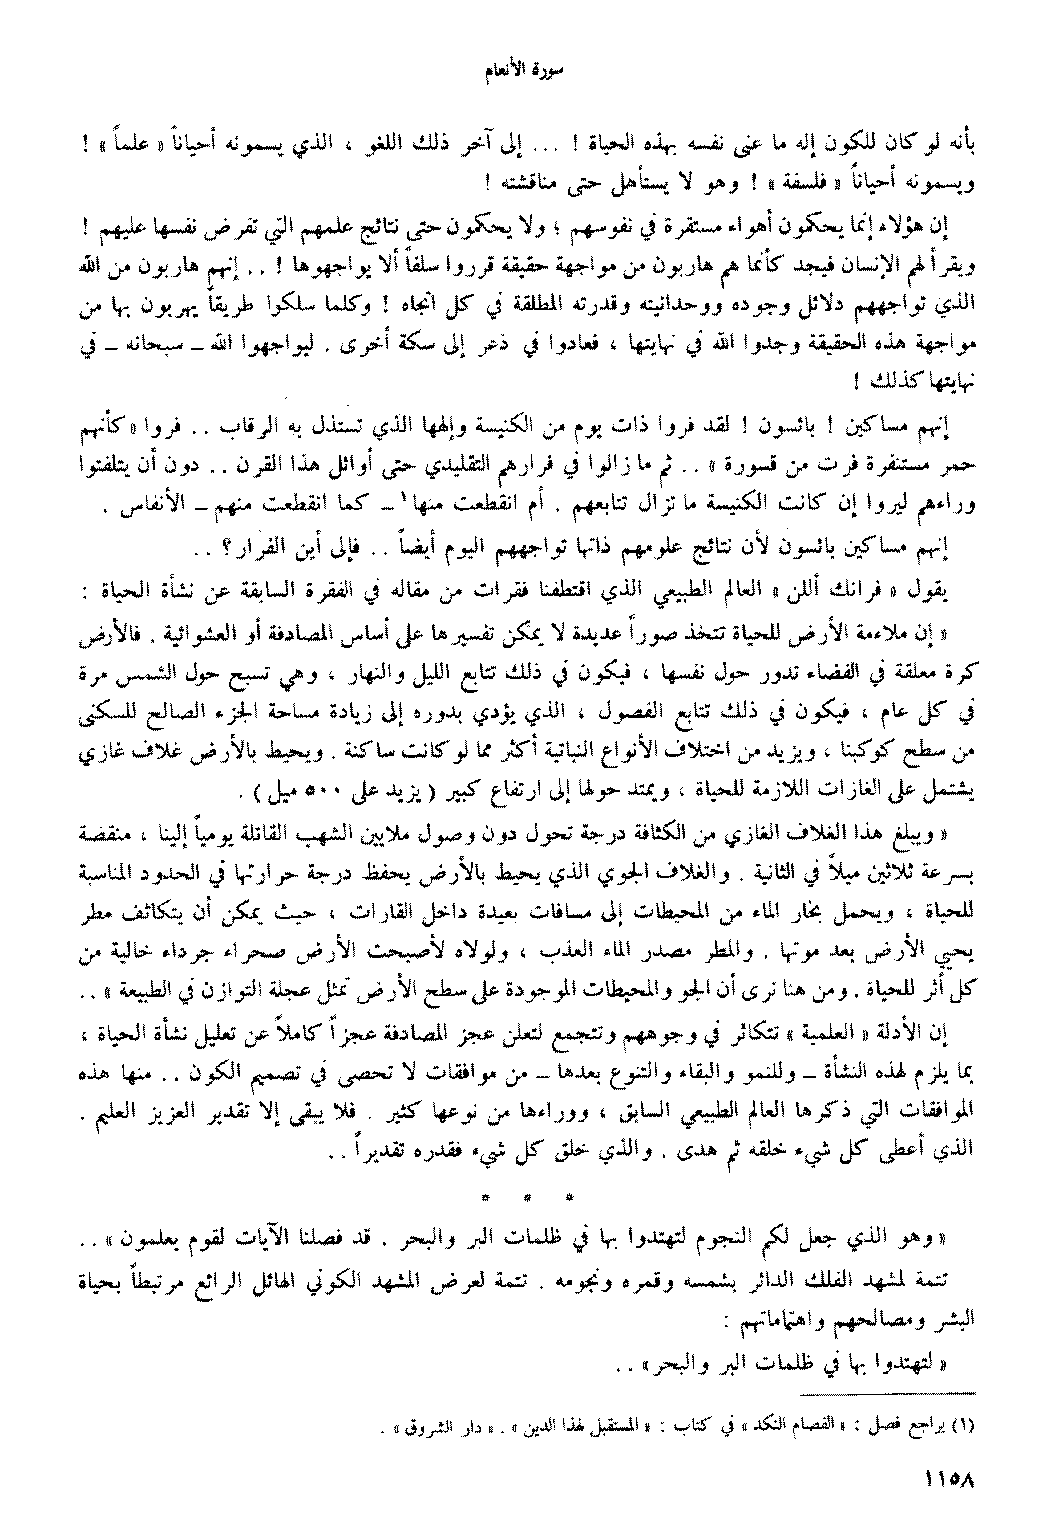 سورة الأنعام
بأنه لو كان للكون إله ما عنى نفسه بهذه الحياة ! ... إلى آخر ذلك اللغو ، الذي يسمونه أحياناً « علماً » !
ويسمونه أحياناً « فلسفة » ! وهو لا يستأهل حتى مناقشته !
إن هؤلاء إنما يحكمون أهواء مستقرة في نفوسهم ؛ ولا يحكمون حتى نتائج علمهم التي تفرض نفسها عليهم !
ويقرأ لهم الإنسان فيجد كأنما هم هاربون من مواجهة حقيقة قرروا سلفاً ألا يواجهوها ! .. إنهم هاربون من الله
الذي تواجههم دلائل وجوده ووحدانيته وقدرته المطلقة في كل اتجاه ! وكلما سلكوا طريقاً يهربون بها من
مواجهة هذه الحقيقة وجدوا الله في نهايتها ، فعادوا في ذعر إلى سكة أخرى . ليواجهوا الله – سبحانه – في
نهايتها كذلك !
إنهم مساكين ! بائسون ! لقد فروا ذات يوم من الكنيسة وإلهها الذي تستذل به الرقاب .. فروا « كأنهم
حمر مستنفرة فرت من قسورة » .. ثم ما زالوا في فرارهم التقليدي حتى أوائل هذا القرن .. دون أن يتلفتوا
وراءهم ليروا إن كانت الكنيسة ما تزال تتابعهم . أم انقطعت منها١ – كما انقطعت منهم – الأنفاس .
إنهم مساكين بائسون لأن نتائج علومهم ذاتها تواجههم اليوم أيضاً .. فإلى أين الفرار؟ ..
يقول « فرانك أللن » العالم الطبيعي الذي اقتطفنا فقرات من مقاله في الفقرة السابقة عن نشأة الحياة :
« إن ملاءمة الأرض للحياة تتخذ صوراً عديدة لا يمكن تفسيرها على أساس المصادفة أو العشوائية . فالأرض
كرة معلقة في الفضاء تدور حول نفسها ، فيكون في ذلك تتابع الليل والنهار ، وهي تسبح حول الشمس مرة
في كل عام ، فيكون في ذلك تتابع الفصول ، الذي يؤدي بدوره إلى زيادة مساحة الجزء الصالح للسكنى
من سطح كوكبنا ، ويزيد من اختلاف الأنواع النباتية أكثر مما لو كانت ساكنة . ويحيط بالأرض غلاف غازي
يشتمل على الغازات اللازمة للحياة ، ويمتد حولها إلى ارتفاع كبير ( يزيد على ٥٠٠ ميل ) .
« ويبلغ هذا الغلاف الغازي من الكثافة درجة تحول دون وصول ملايين الشهب القاتلة يومياً إلينا ، منقضة
بسرعة ثلاثين ميلاً في الثانية . والغلاف الجوي الذي يحيط بالأرض يحفظ درجة حرارتها في الحدود المناسبة
للحياة ، ويحمل بخار الماء من المحيطات إلى مسافات بعيدة داخل القارات ، حيث يمكن أن يتكاثف مطر
يحيي الأرض بعد موتها . والمطر مصدر الماء العذب ، ولولاه لأصبحت الأرض صحراء جرداء خالية من
كل أثر للحياة . ومن هنا نرى أن الجو والمحيطات الموجودة على سطح الأرض تمثل عجلة التوازن في الطبيعة » ..
إن الأدلة « العلمية » تتكاثر في وجوههم وتتجمع لتعلن عجز المصادفة عجزاً كاملاً عن تعليل نشأة الحياة ،
بما يلزم لهذه النشأة – وللنمو والبقاء والتنوع بعدها – من موافقات لا تحصى في تصميم الكون .. منها هذه
الموافقات التي ذكرها العالم الطبيعي السابق ، ووراءها من نوعها كثير . فلا يبقى إلا تقدير العزيز العليم .
الذي أعطى كل شيء خلقه ثم هدى . والذي خلق كل شيء فقدره تقديراً ..
* * *
« وهو الذي جعل لكم النجوم لتهتدوا بها في ظلمات البر والبحر . قد فصلنا الآيات لقوم يعلمون » ..
تتمة لمشهد الفلك الدائر بشمسه وقمره ونجومه . تتمة لعرض المشهد الكوني الهائل الرائع مرتبطاً بحياة
البشر ومصالحهم واهتماماتهم :
« لتهتدوا بها في ظلمات البر والبحر» ..
(١) يراجع فصل : « الفصام النكد » في كتاب : « المستقبل لهذا الدين » . « دار الشروق » .
١١٥٨